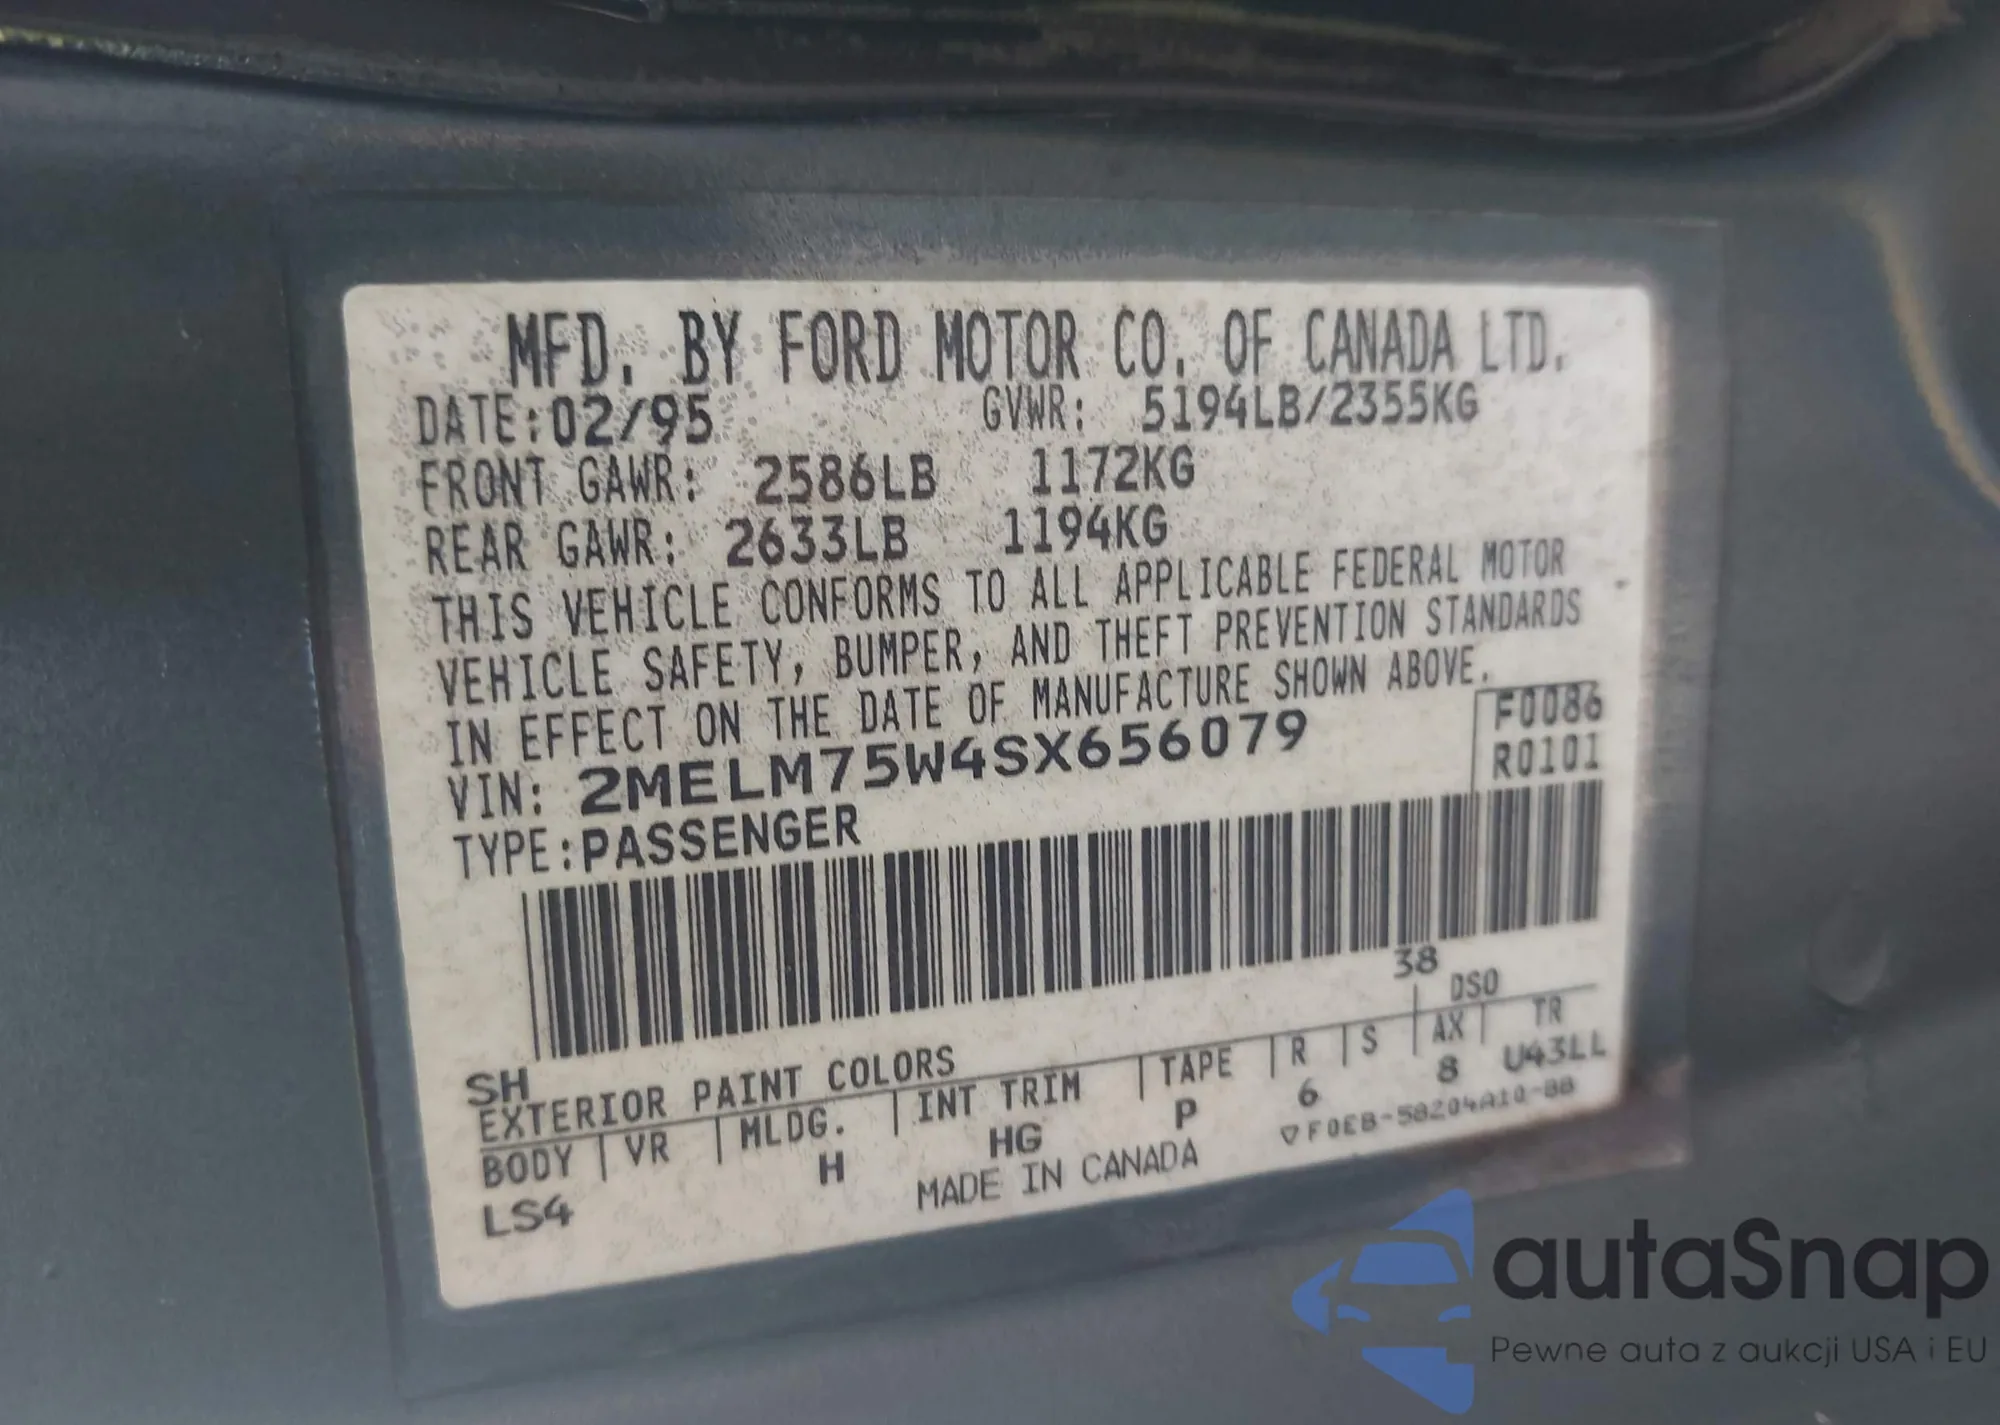 MFD. BY FORD MOTOR CO. OF CANADA LTD.
DATE:02/95 GVWR: 5194LB/2355KG
FRONT GAWR: 2586LB 1172KG
REAR GAWR: 2633LB 1194KG
THIS VEHICLE CONFORMS TO ALL APPLICABLE FEDERAL MOTOR
VEHICLE SAFETY, BUMPER, AND THEFT PREVENTION STANDARDS
IN EFFECT ON THE DATE OF MANUFACTURE SHOWN ABOVE.
VIN: 2MELM75W4SX656079 F0086
TYPE:PASSENGER R0101
38
SH DSO
EXTERIOR PAINT COLORS INT TRIM TAPE R S AX TR
BODY VR MLDG. HG P 6 8 U43LL
LS4 H MADE IN CANADA ▽F0EB-58204A10-BB
autaSnap
Pewne auta z aukcji USA i EU